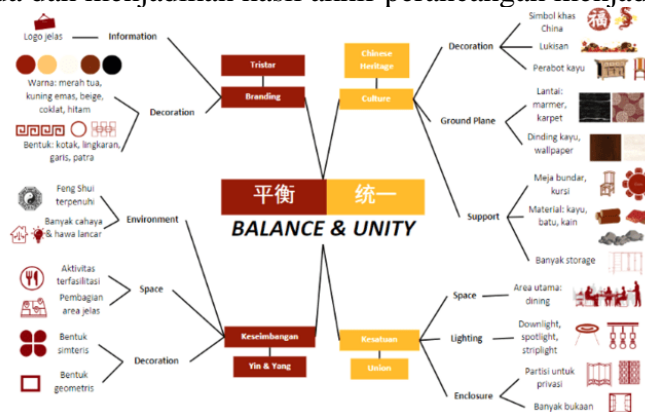 Logo jelas
Information
Warna: merah tua,
kuning emas, beige,
coklat, hitam
Decoration
Bentuk: kotak, lingkaran,
garis, patra
Tristar
Branding
Chinese
Heritage
Culture
Decoration
Simbol khas
China
福
Lukisan
Perabot kayu
Ground Plane
Lantai:
marmer,
karpet
Dinding kayu,
wallpaper
Support
Meja bundar,
kursi
Material: kayu,
batu, kain
Banyak storage
平衡
统一
BALANCE & UNITY
Feng Shui
terpenuhi
Environment
Banyak cahaya
& hawa lancar
Aktivitas
terfasilitasi
Space
Pembagian
area jelas
Bentuk
simteris
Decoration
Bentuk
geometris
Keseimbangan
Yin & Yang
Kesatuan
Union
Space
Area utama:
dining
Lighting
Downlight,
spotlight,
striplight
Enclosure
Partisi untuk
privasi
Banyak bukaan